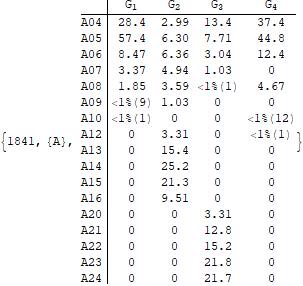 G₁ G₂ G₃ G₄
A04 28.4 2.99 13.4 37.4
A05 57.4 6.30 7.71 44.8
A06 8.47 6.36 3.04 12.4
A07 3.37 4.94 1.03 0
A08 1.85 3.59 <1%(1) 4.67
A09 <1%(9) 1.03 0 0
A10 <1%(1) 0 0 <1%(12)
A12 0 3.31 0 <1%(1)
{1841, {A}, }
A13 0 15.4 0 0
A14 0 25.2 0 0
A15 0 21.3 0 0
A16 0 9.51 0 0
A20 0 0 3.31 0
A21 0 0 12.8 0
A22 0 0 15.2 0
A23 0 0 21.8 0
A24 0 0 21.7 0